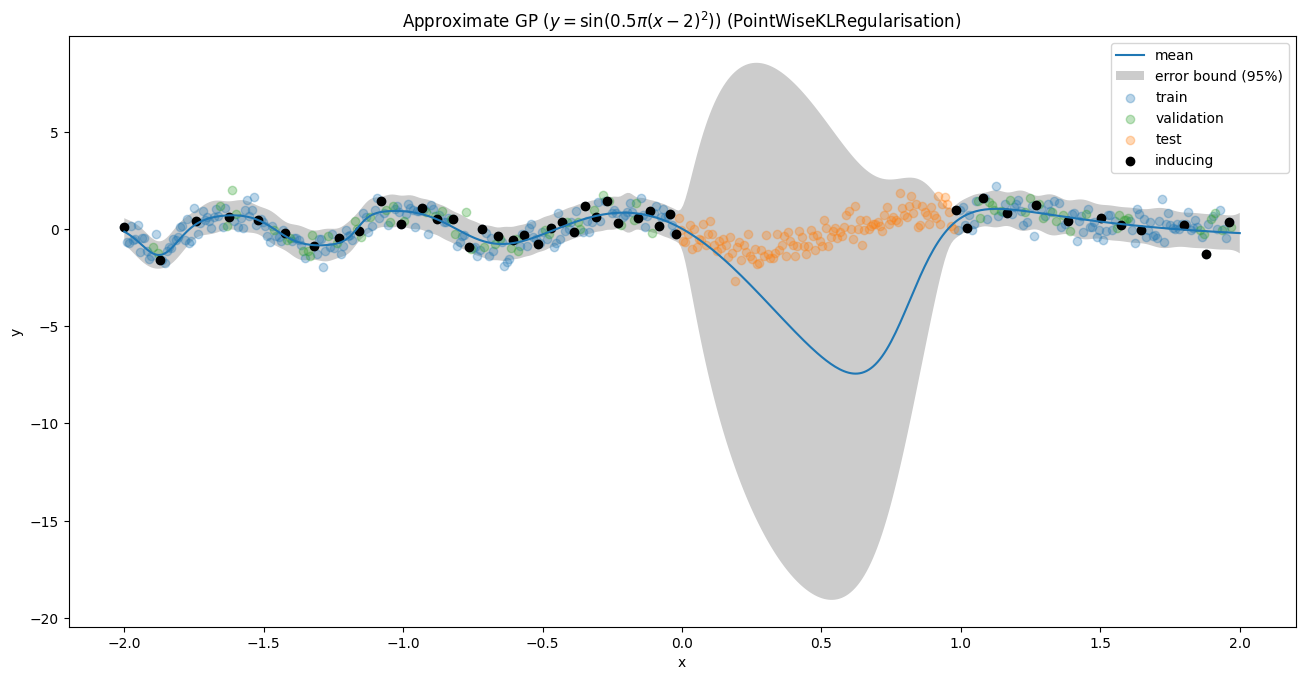 Approximate GP (y = sin(0.5π(x − 2)²)) (PointWiseKLRegularisation)
mean
error bound (95%)
train
validation
test
inducing
5
0
−5
−10
−15
−20
y
−2.0 −1.5 −1.0 −0.5 0.0 0.5 1.0 1.5 2.0
x